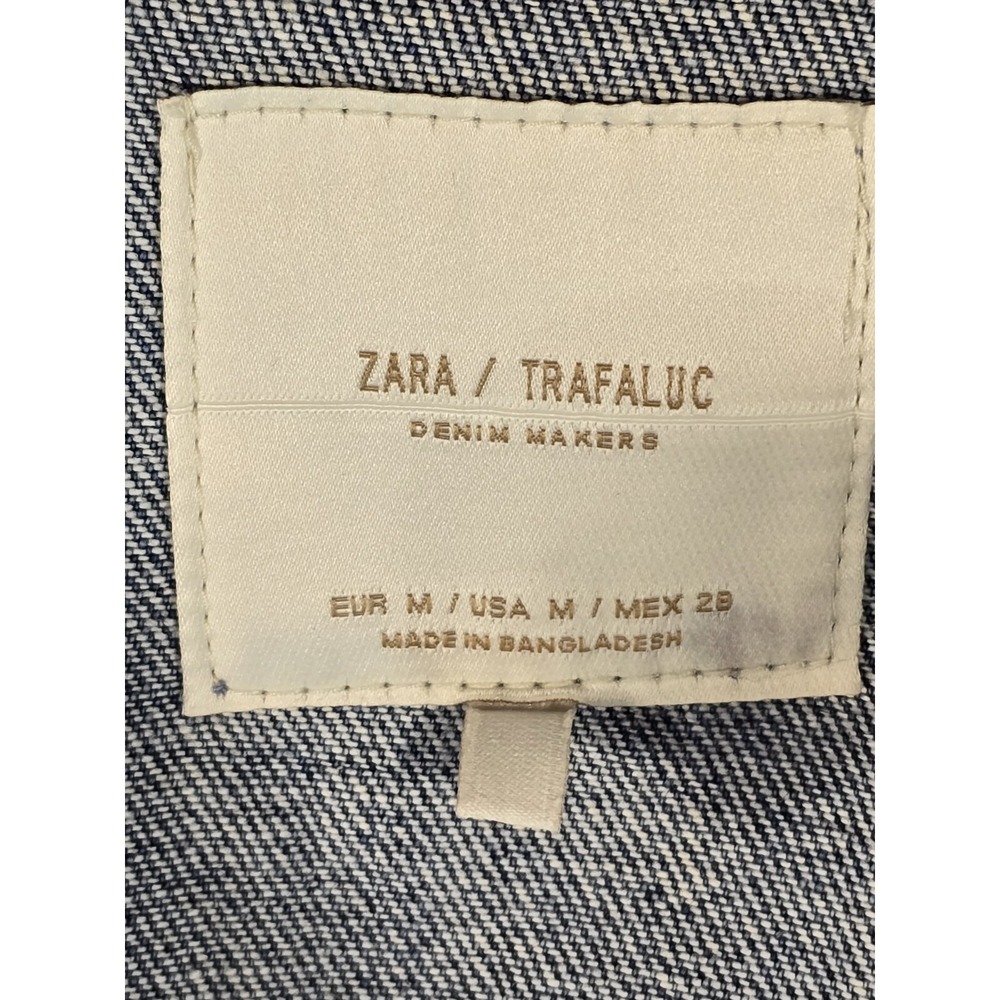 ZARA / TRAFALUC
DENIM MAKERS
EUR M / USA M / MEX 28
MADE IN BANGLADESH